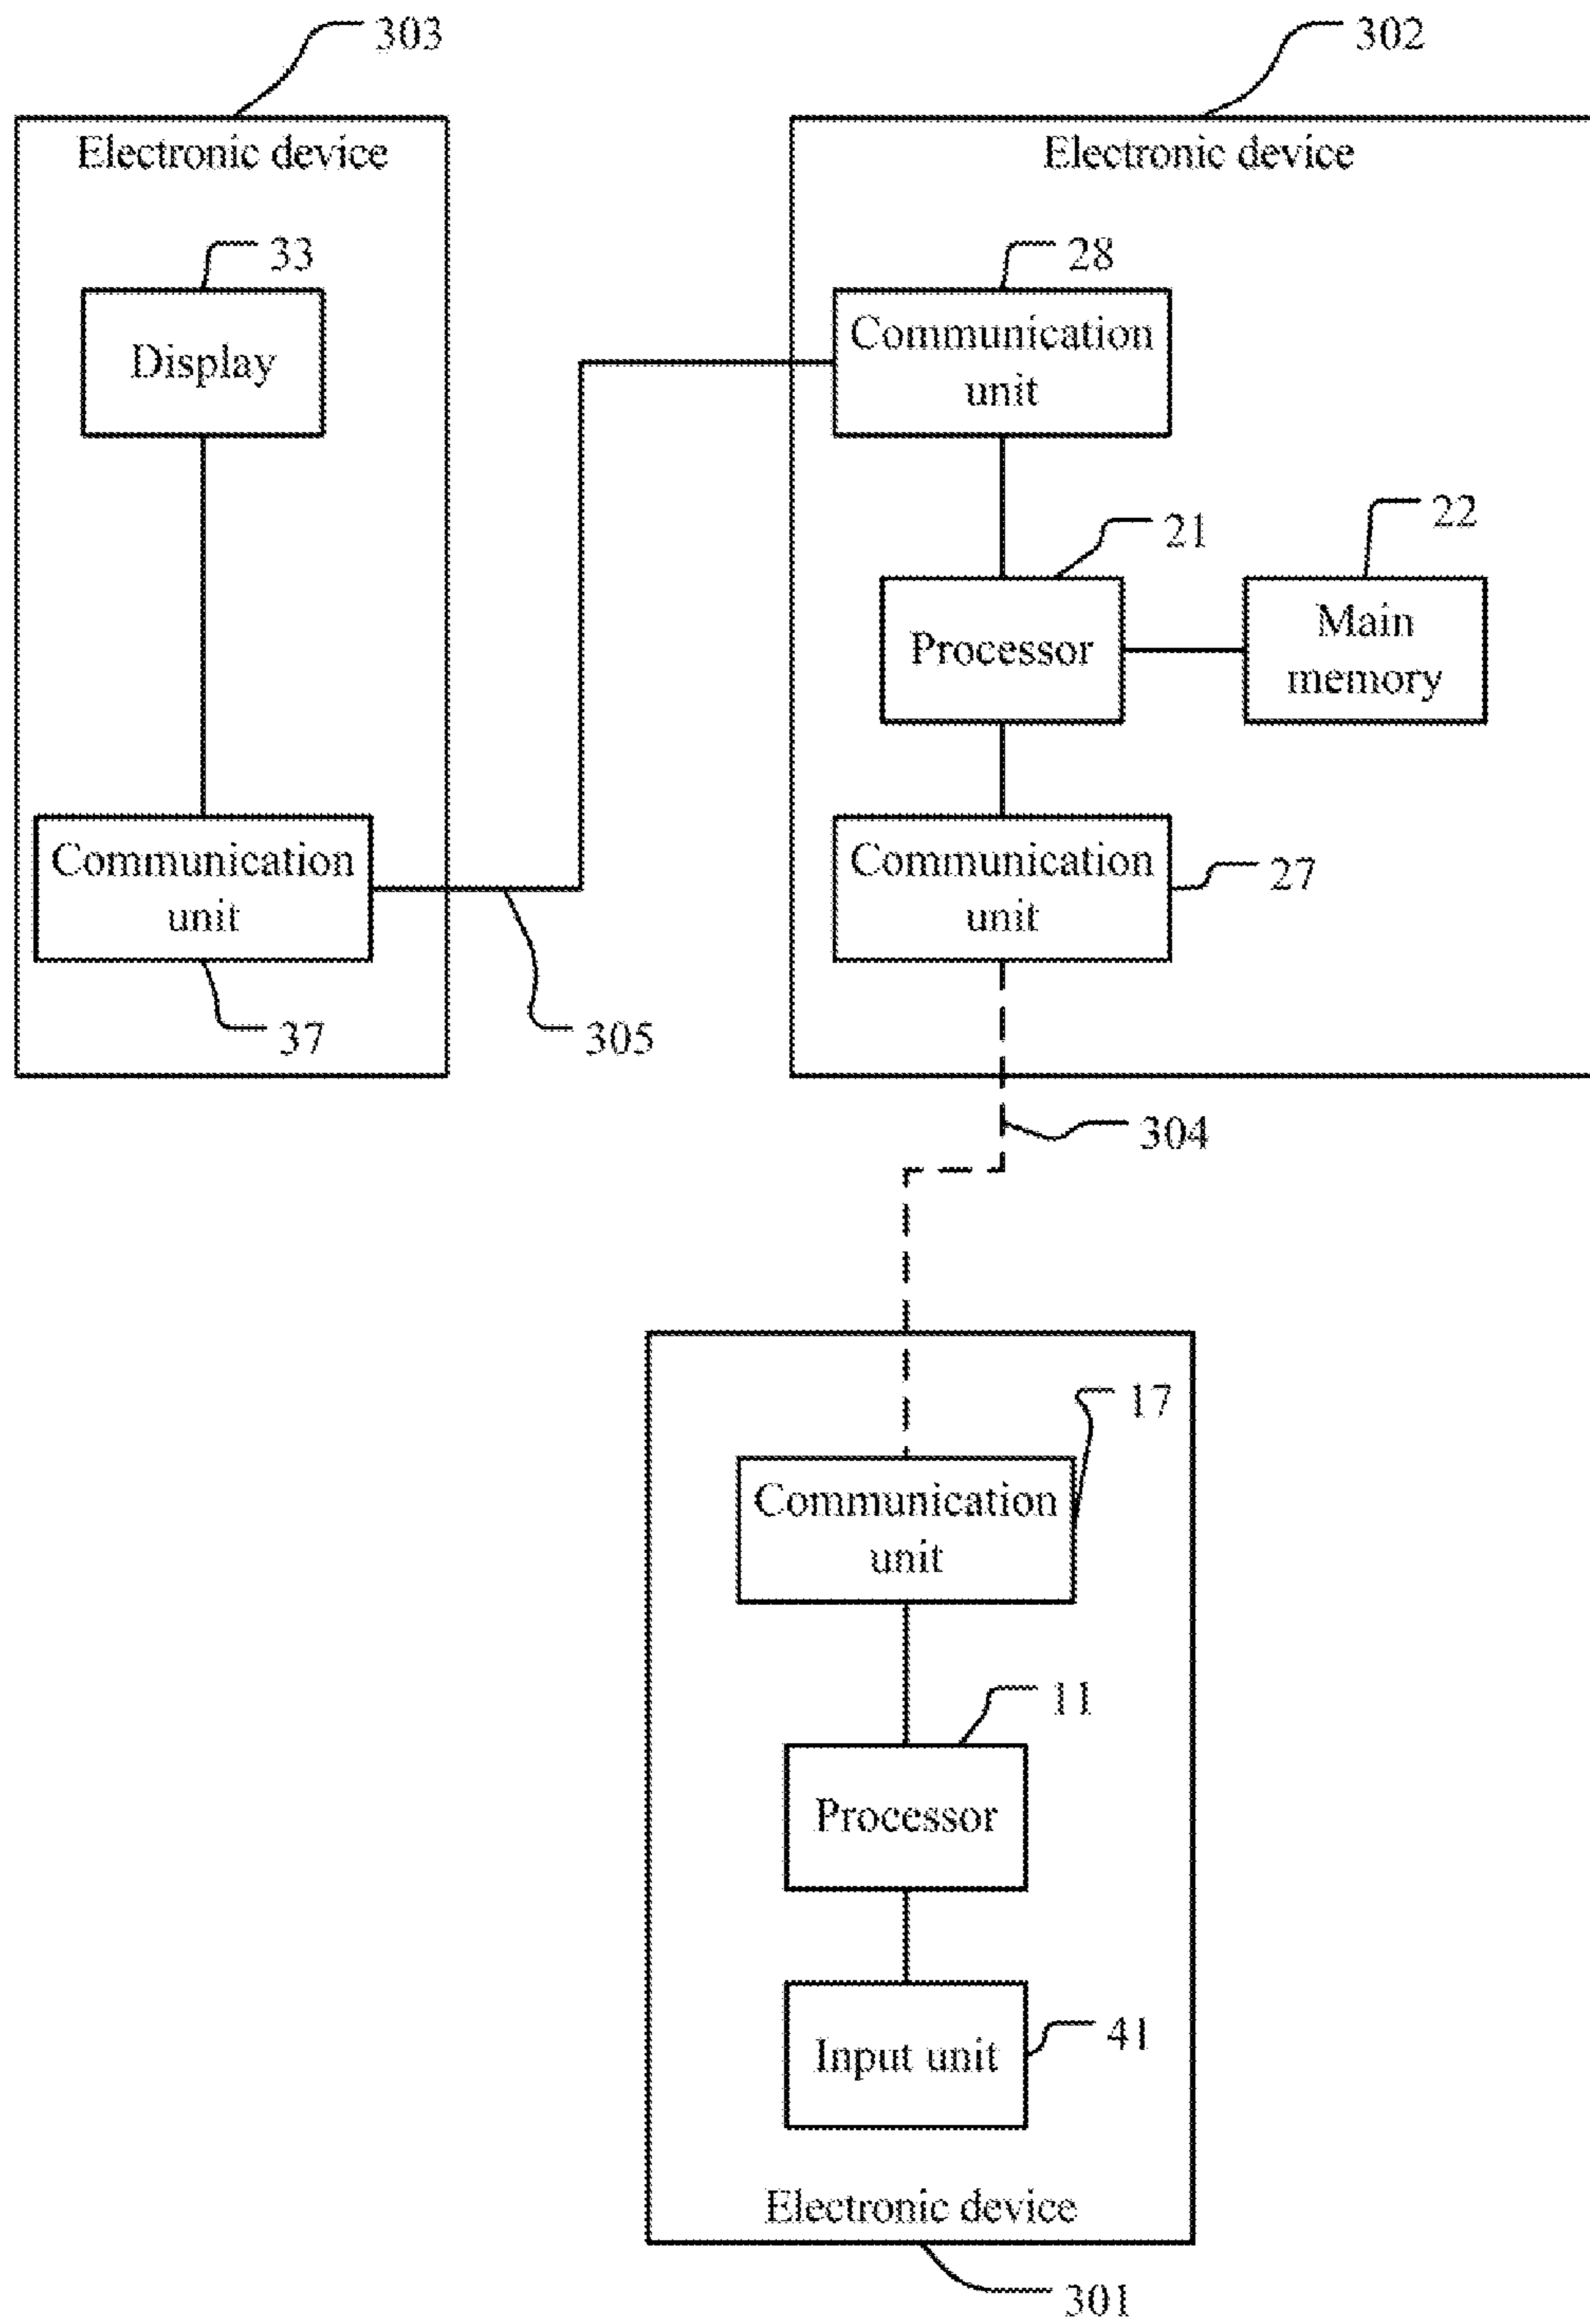 303
302
Electronic device
Electronic device
33
28
Display
Communication
unit
21
22
Processor
Main
memory
Communication
unit
Communication
unit
27
37
305
304
17
Communication
unit
11
Processor
41
Input unit
Electronic device
301